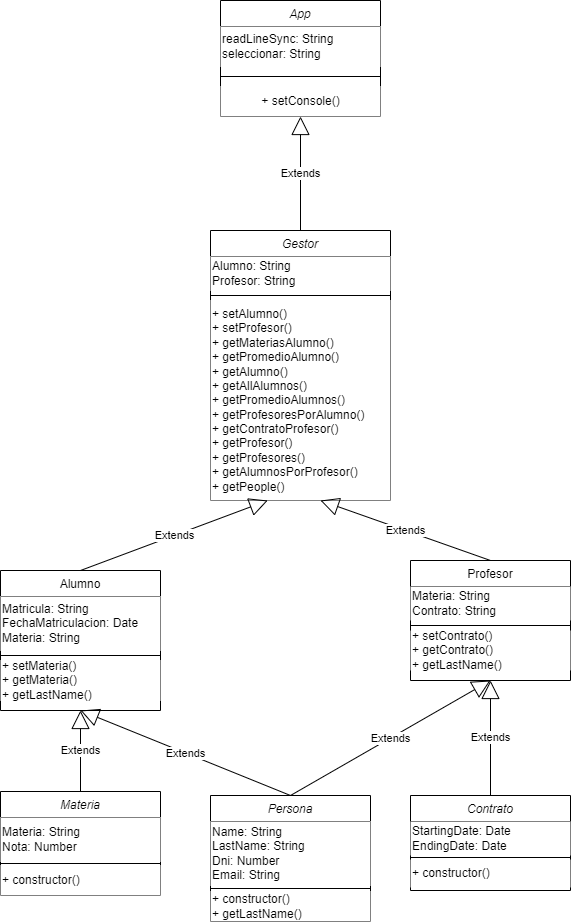 App
readLineSync: String
seleccionar: String
+ setConsole()
Extends
Gestor
Alumno: String
Profesor: String
+ setAlumno()
+ setProfesor()
+ getMateriasAlumno()
+ getPromedioAlumno()
+ getAlumno()
+ getAllAlumnos()
+ getPromedioAlumnos()
+ getProfesoresPorAlumno()
+ getContratoProfesor()
+ getProfesor()
+ getProfesores()
+ getAlumnosPorProfesor()
+ getPeople()
Extends
Extends
Alumno
Matricula: String
FechaMatriculacion: Date
Materia: String
+ setMateria()
+ getMateria()
+ getLastName()
Profesor
Materia: String
Contrato: String
+ setContrato()
+ getContrato()
+ getLastName()
Extends
Extends
Extends
Extends
Materia
Materia: String
Nota: Number
+ constructor()
Persona
Name: String
LastName: String
Dni: Number
Email: String
+ constructor()
+ getLastName()
Contrato
StartingDate: Date
EndingDate: Date
+ constructor()